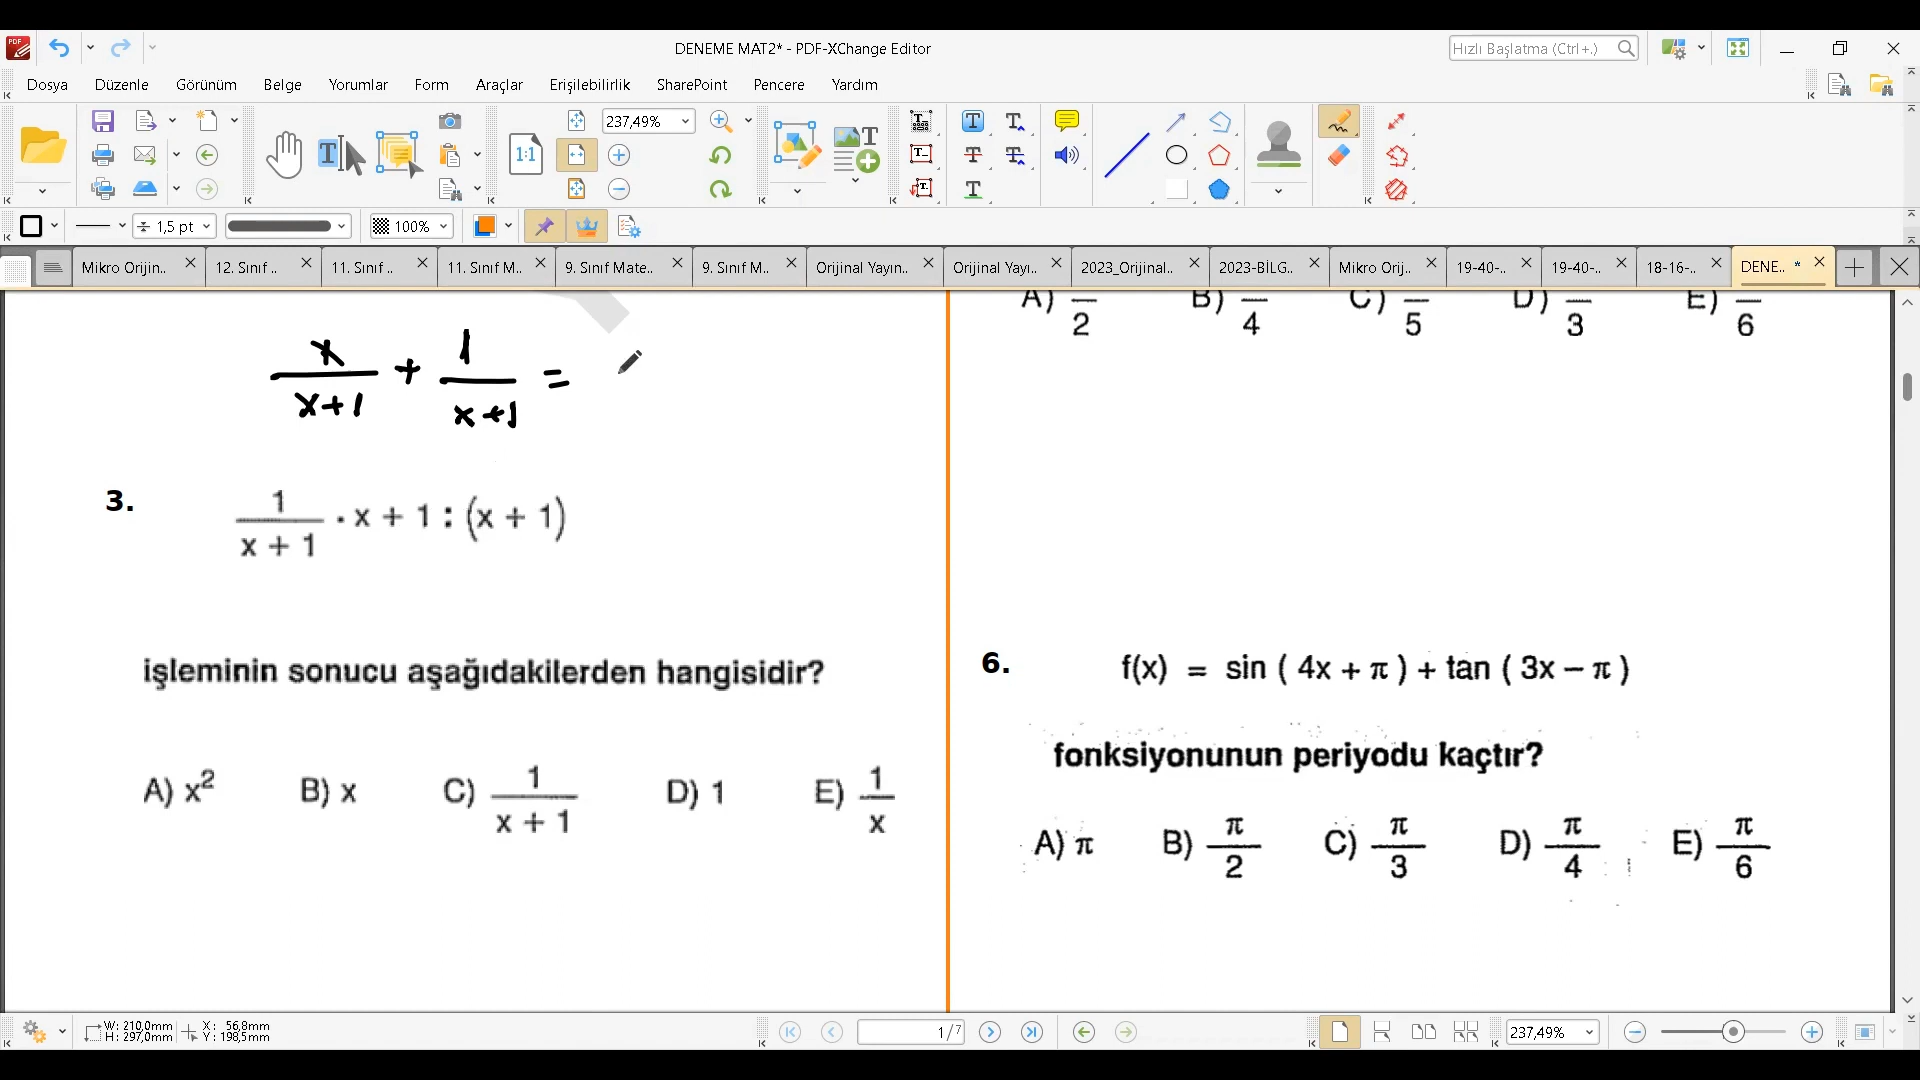 DENEME MAT2* - PDF-XChange Editor
Hızlı Başlatma (Ctrl+.)
Dosya Düzenle Görünüm Belge Yorumlar Form Araçlar Erişilebilirlik SharePoint Pencere Yardım
237,49%
1:1
1,5 pt
100%
Mikro Orijin.. 12. Sınıf .. 11. Sınıf .. 11. Sınıf M.. 9. Sınıf Mate.. 9. Sınıf M.. Orijinal Yayın.. Orijinal Yayı.. 2023_Orijinal.. 2023-BİLG.. Mikro Orij.. 19-40-.. 19-40-.. 18-16-.. DENE.. *
x/x+1 + 1/x+1 =
3. 1/x + 1 · x + 1 : (x + 1)
işleminin sonucu aşağıdakilerden hangisidir?
A) x² B) x C) 1/x + 1 D) 1 E) 1/x
A) —/2 B) —/4 C) —/5 D) —/3 E) —/6
6. f(x) = sin ( 4x + π ) + tan ( 3x – π )
fonksiyonunun periyodu kaçtır?
A) π B) π/2 C) π/3 D) π/4 E) π/6
W: 210,0mm X: 56,8mm
H: 297,0mm Y: 198,5mm
1/7
237,49%